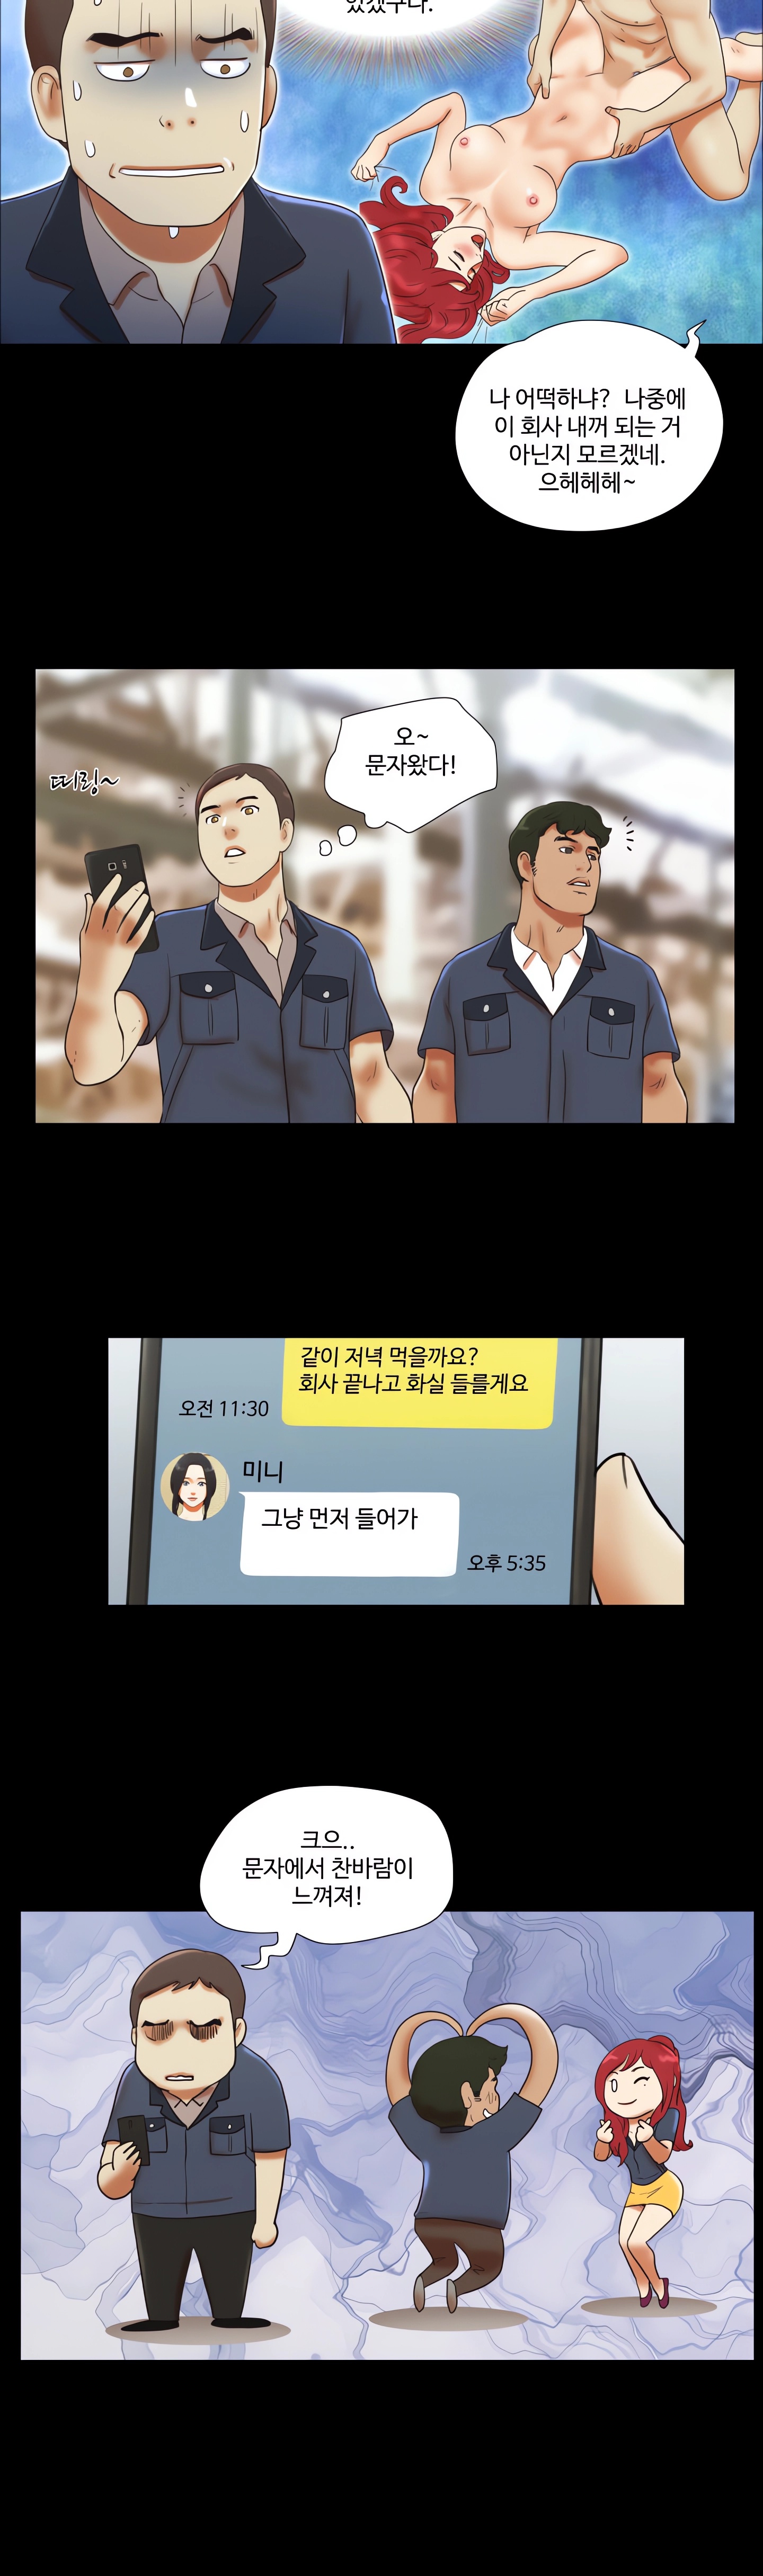 있겠구나.
나 어떡하냐? 나중에
이 회사 내꺼 되는 거
아닌지 모르겠네.
으헤헤헤~
오~
문자왔다!
띠링~
같이 저녁 먹을까요?
회사 끝나고 화실 들를게요
오전 11:30
미니
그냥 먼저 들어가
오후 5:35
크으..
문자에서 찬바람이
느껴져!